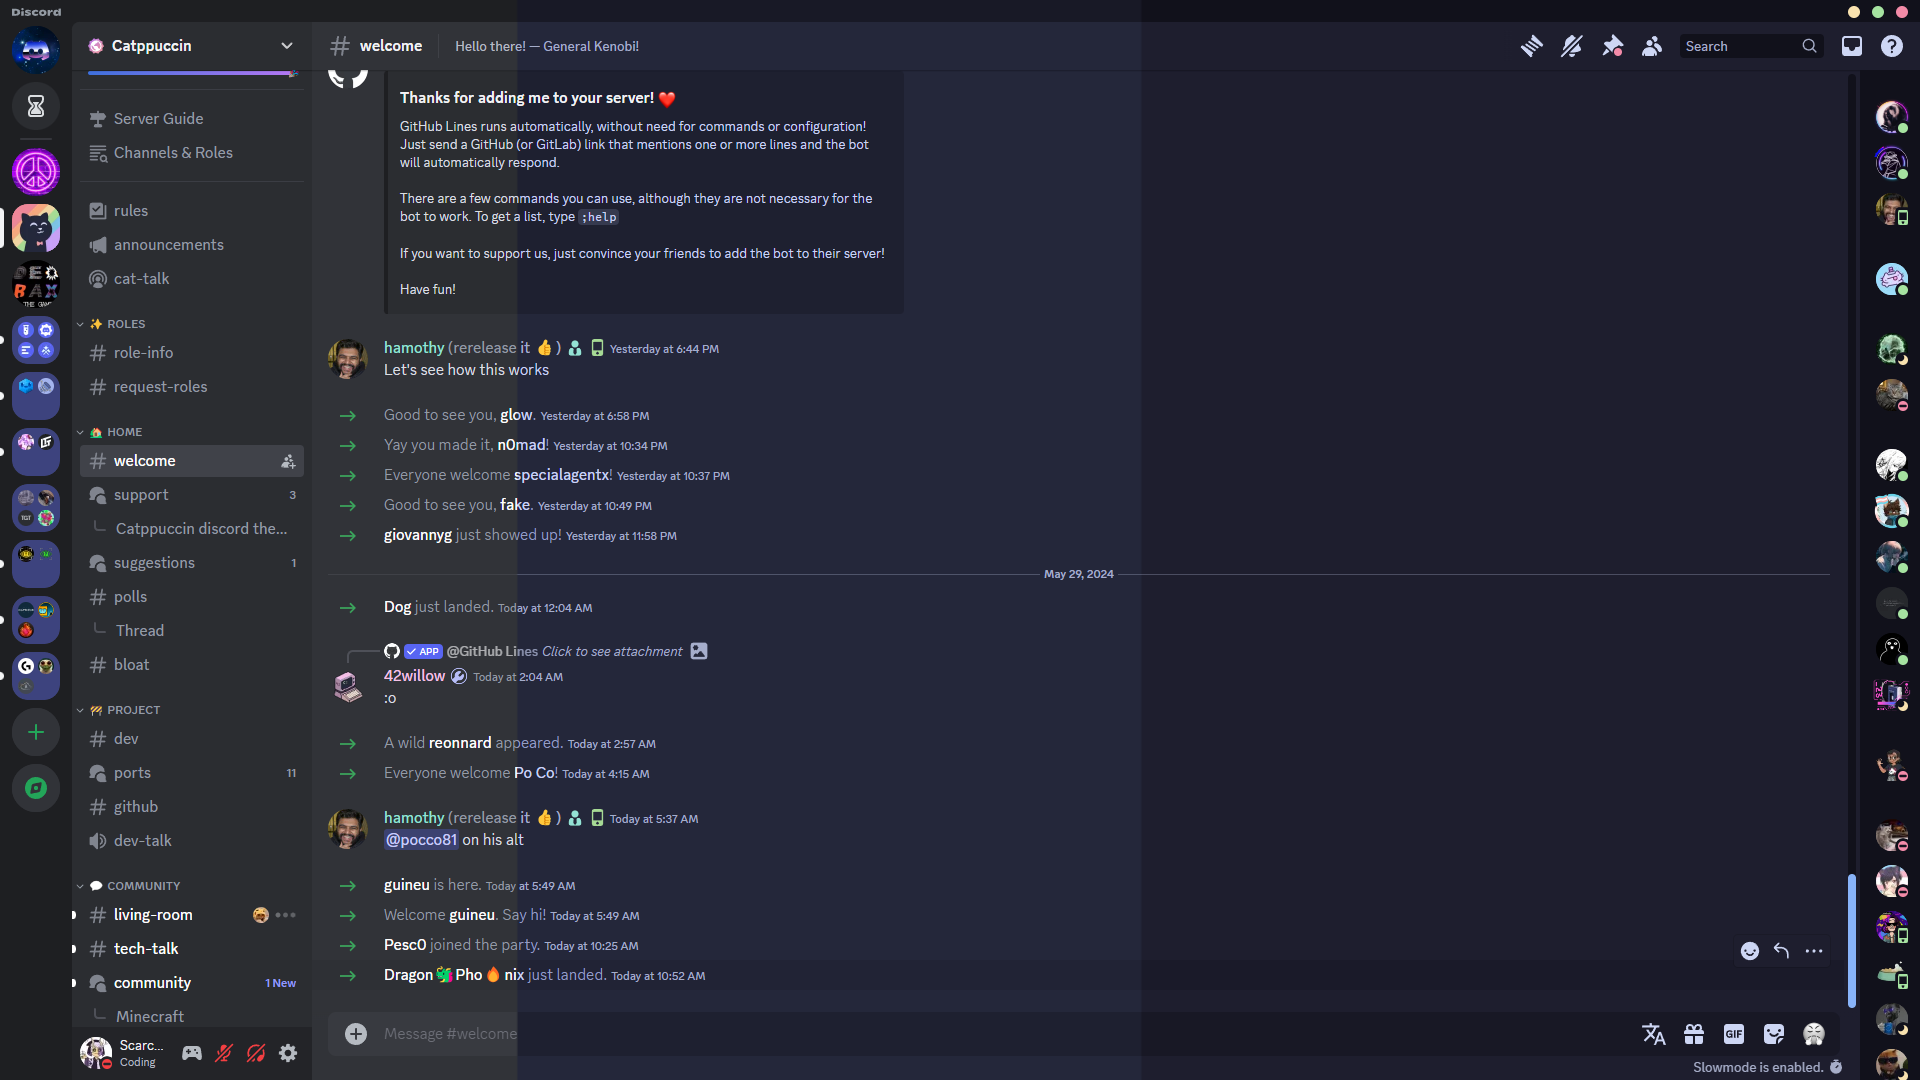 Discord
Catppuccin
welcome
Hello there! — General Kenobi!
Search
Server Guide
Channels & Roles
rules
announcements
cat-talk
ROLES
role-info
request-roles
HOME
welcome
support
3
Catppuccin discord the...
suggestions
1
polls
Thread
bloat
PROJECT
dev
ports
11
github
dev-talk
COMMUNITY
living-room
tech-talk
community
1 New
Minecraft
Scarc...
Coding
Thanks for adding me to your server! ❤️
GitHub Lines runs automatically, without need for commands or configuration!
Just send a GitHub (or GitLab) link that mentions one or more lines and the bot
will automatically respond.
There are a few commands you can use, although they are not necessary for the
bot to work. To get a list, type ;help
If you want to support us, just convince your friends to add the bot to their server!
Have fun!
hamothy (rerelease it 👍) Yesterday at 6:44 PM
Let's see how this works
Good to see you, glow. Yesterday at 6:58 PM
Yay you made it, n0mad! Yesterday at 10:34 PM
Everyone welcome specialagentx! Yesterday at 10:37 PM
Good to see you, fake. Yesterday at 10:49 PM
giovannyg just showed up! Yesterday at 11:58 PM
May 29, 2024
Dog just landed. Today at 12:04 AM
APP @GitHub Lines Click to see attachment
42willow Today at 2:04 AM
:o
A wild reonnard appeared. Today at 2:57 AM
Everyone welcome Po Co! Today at 4:15 AM
hamothy (rerelease it 👍) Today at 5:37 AM
@pocco81 on his alt
guineu is here. Today at 5:49 AM
Welcome guineu. Say hi! Today at 5:49 AM
Pesc0 joined the party. Today at 10:25 AM
Dragon🐲Pho🔥nix just landed. Today at 10:52 AM
Message #welcome
GIF
Slowmode is enabled.